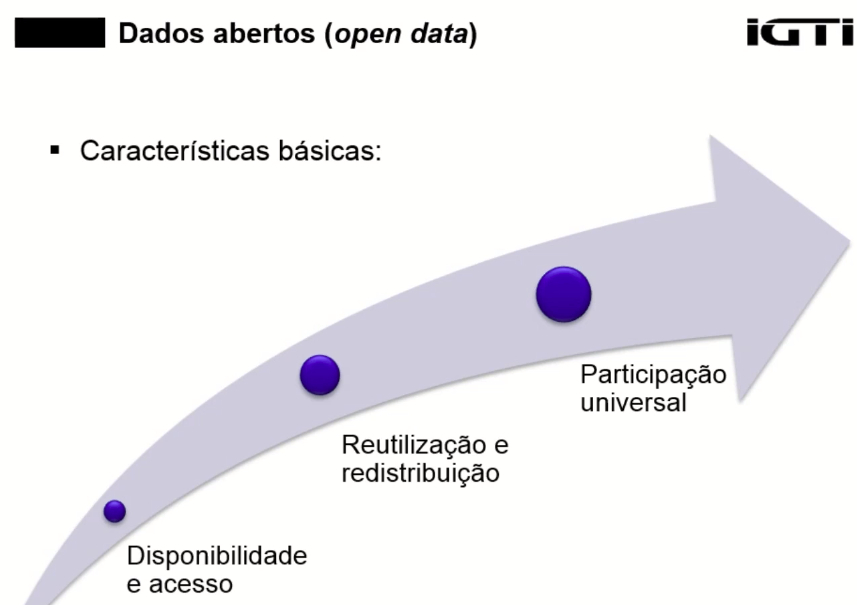 Dados abertos (open data)
iGTi
Características básicas:
Participação
universal
Reutilização e
redistribuição
Disponibilidade
e acesso